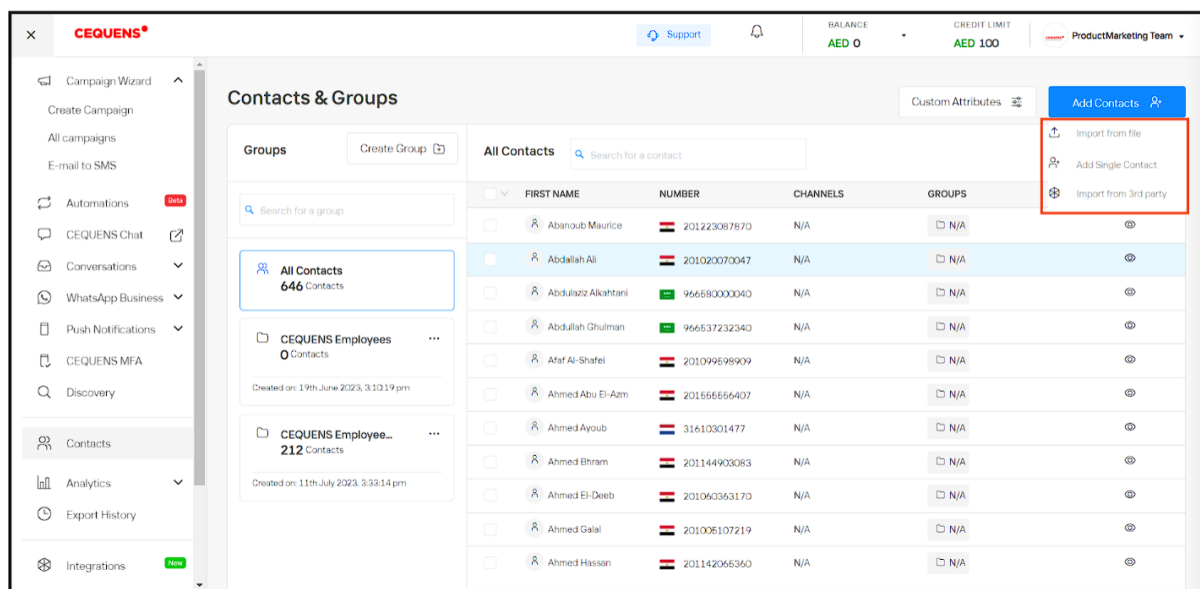 CEQUENS
Support
BALANCE
AED 0
CREDIT LIMIT
AED 100
ProductMarketing Team
Campaign Wizard
Create Campaign
All campaigns
E-mail to SMS
Automations Beta
CEQUENS Chat
Conversations
WhatsApp Business
Push Notifications
CEQUENS MFA
Discovery
Contacts
Analytics
Export History
Integrations New
Contacts & Groups
Custom Attributes
Add Contacts
Import from file
Add Single Contact
Import from 3rd party
Groups
Create Group
Search for a group
All Contacts
646 Contacts
CEQUENS Employees ...
0 Contacts
Created on: 19th June 2023, 3:10:19 pm
CEQUENS Employee... ...
212 Contacts
Created on: 11th July 2023, 3:33:14 pm
All Contacts
Search for a contact
FIRST NAME NUMBER CHANNELS GROUPS
Abanoub Maurice 201223087870 N/A N/A
Abdallah Ali 201020070047 N/A N/A
Abdulaziz Alkahtani 966580000040 N/A N/A
Abdullah Ghulman 966537232340 N/A N/A
Afaf Al-Shafei 201099598909 N/A N/A
Ahmed Abu El-Azm 201555556407 N/A N/A
Ahmed Ayoub 31610301477 N/A N/A
Ahmed Bhram 201144903083 N/A N/A
Ahmed El-Deeb 201060363170 N/A N/A
Ahmed Galal 201005107219 N/A N/A
Ahmed Hassan 201142065360 N/A N/A